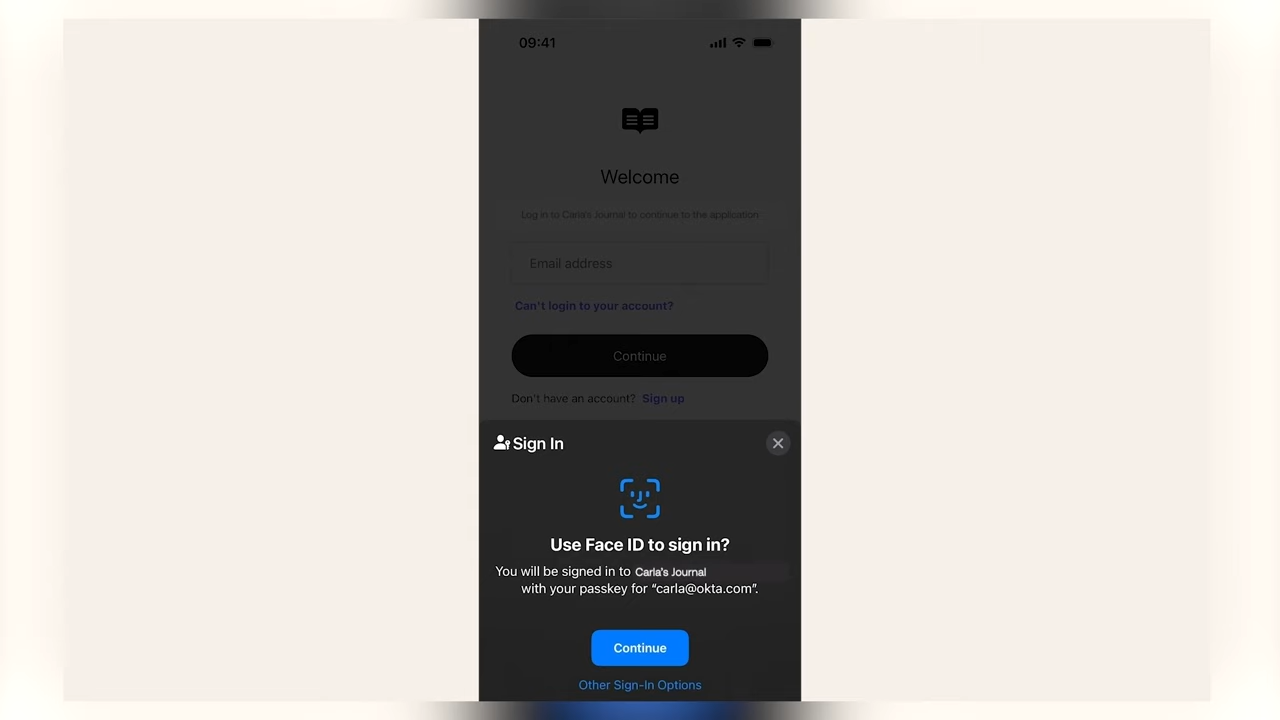 09:41
Welcome
Log in to Carla's Journal to continue to the application
Email address
Can't login to your account?
Continue
Don't have an account? Sign up
Sign In
Use Face ID to sign in?
You will be signed in to Carla's Journal
with your passkey for “carla@okta.com”.
Continue
Other Sign-In Options